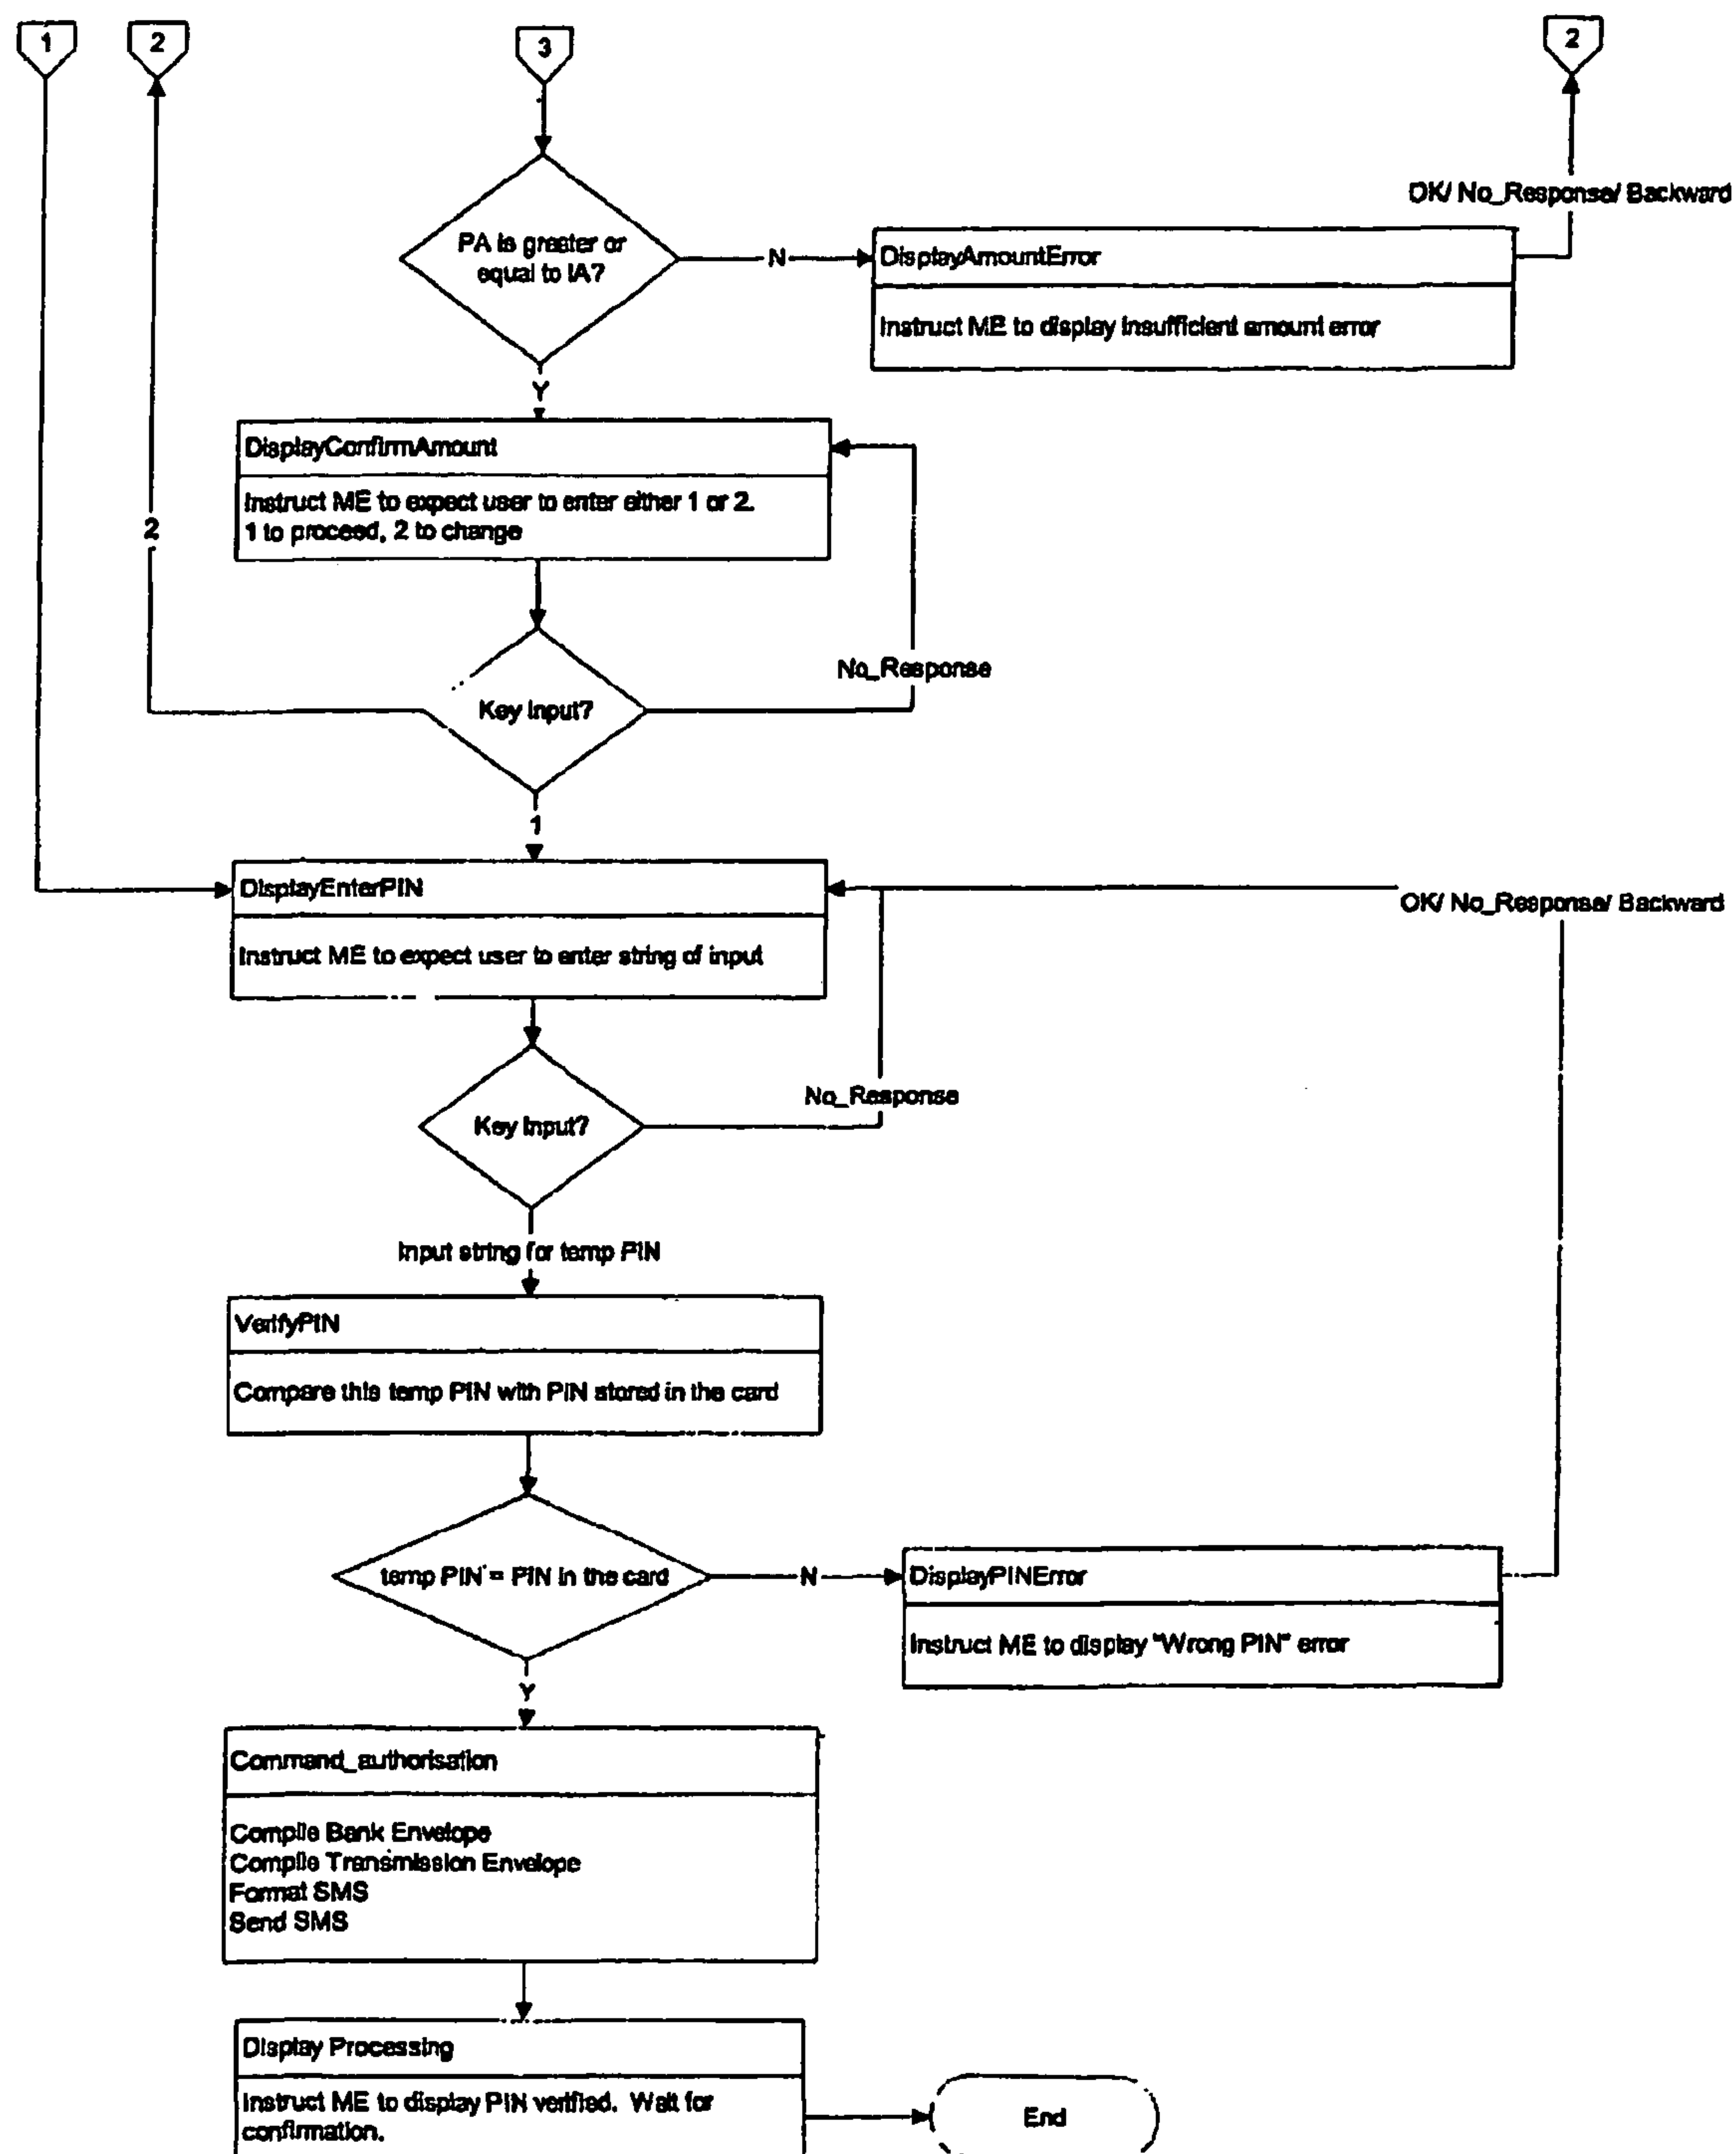 1
2
3
2
OK/ No_Response/ Backward
PA is greater or
equal to IA?
N
DisplayAmountError
Instruct ME to display insufficient amount error
Y
DisplayConfirmAmount
Instruct ME to expect user to enter either 1 or 2.
1 to proceed, 2 to change
2
No_Response
Key Input?
1
DisplayEnterPIN
OK/ No_Response/ Backward
Instruct ME to expect user to enter string of input
No_Response
Key Input?
Input string for temp PIN
VerifyPIN
Compare this temp PIN with PIN stored in the card
temp PIN = PIN in the card
N
DisplayPINError
Instruct ME to display "Wrong PIN" error
Y
Command_authorisation
Compile Bank Envelope
Compile Transmission Envelope
Format SMS
Send SMS
Display Processing
Instruct ME to display PIN verified. Wait for
confirmation.
End